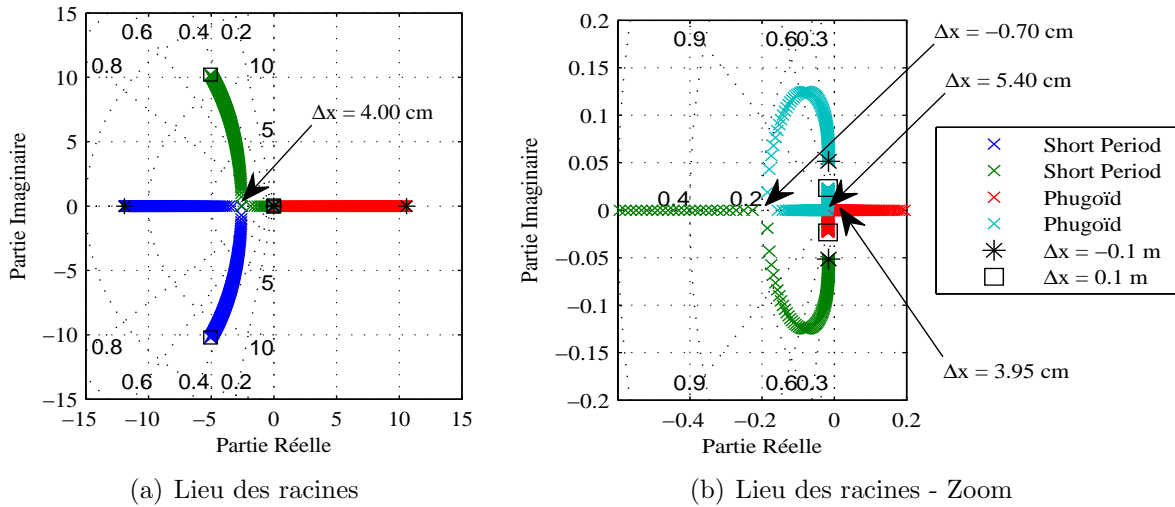 0.6
0.4
0.2
0.8
10
Δx = 4.00 cm
5
5
10
0.8
0.6
0.4
0.2
15
10
5
0
−5
−10
−15
−15
−10
−5
0
5
10
15
Partie Imaginaire
Partie Réelle
(a) Lieu des racines
0.9
0.6
0.3
0.4
0.2
0.9
0.6
0.3
0.2
0.15
0.1
0.05
0
−0.05
−0.1
−0.15
−0.2
−0.4
−0.2
0
0.2
Partie Imaginaire
Partie Réelle
Δx = −0.70 cm
Δx = 5.40 cm
Δx = 3.95 cm
Short Period
Short Period
Phugoïd
Phugoïd
Δx = −0.1 m
Δx = 0.1 m
(b) Lieu des racines - Zoom